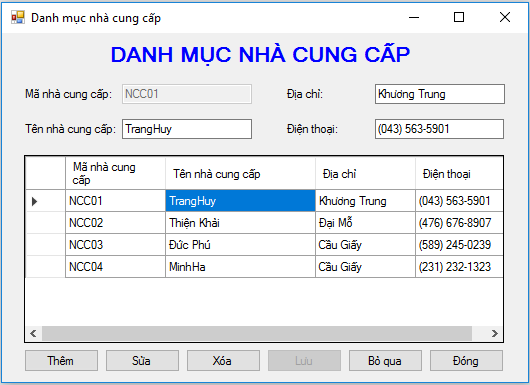 Danh mục nhà cung cấp
DANH MỤC NHÀ CUNG CẤP
Mã nhà cung cấp: NCC01 Địa chỉ: Khương Trung
Tên nhà cung cấp: TrangHuy Điện thoại: (043) 563-5901
Mã nhà cung cấp Tên nhà cung cấp Địa chỉ Điện thoại
NCC01 TrangHuy Khương Trung (043) 563-5901
NCC02 Thiện Khải Đại Mỗ (476) 676-8907
NCC03 Đức Phú Cầu Giấy (589) 245-0239
NCC04 MinhHa Cầu Giấy (231) 232-1323
Thêm Sửa Xóa Lưu Bỏ qua Đóng